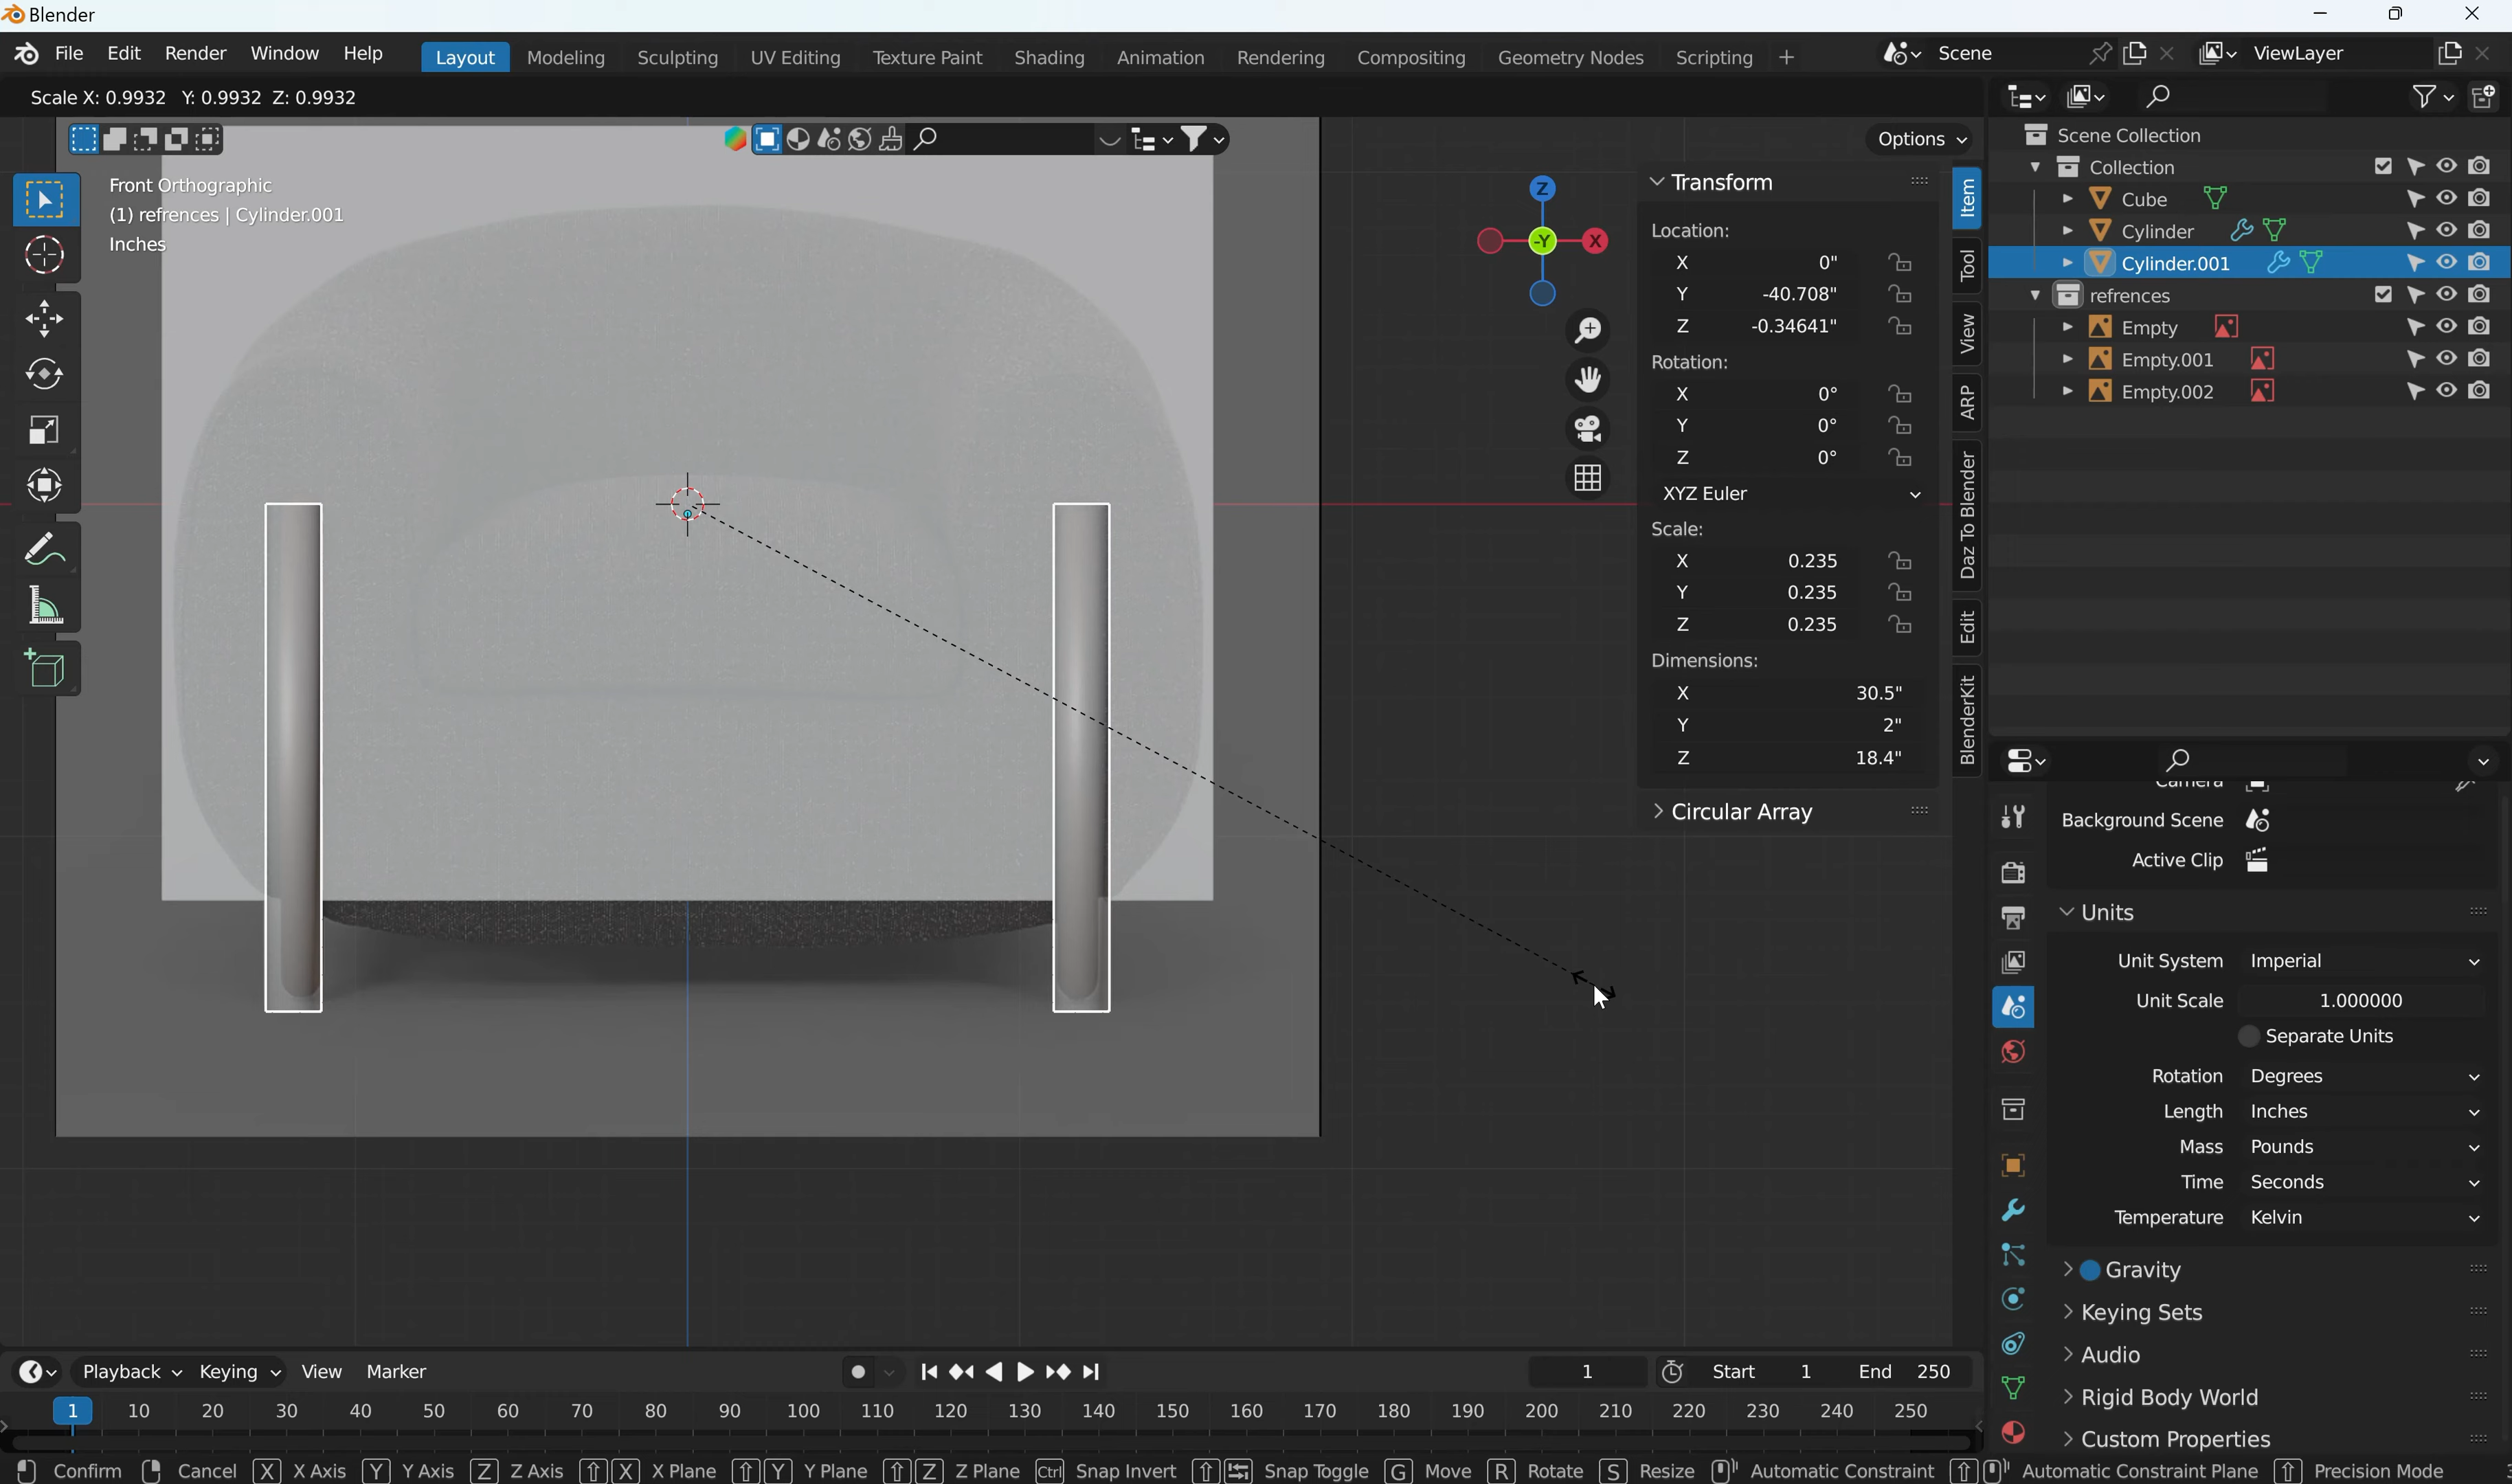 Blender
File Edit Render Window Help Layout Modeling Sculpting UV Editing Texture Paint Shading Animation Rendering Compositing Geometry Nodes Scripting + Scene ViewLayer
Scale X: 0.9932 Y: 0.9932 Z: 0.9932
Options
Front Orthographic
(1) refrences | Cylinder.001
Inches
Z
-Y
X
Transform
Location:
X 0"
Y -40.708"
Z -0.34641"
Rotation:
X 0°
Y 0°
Z 0°
XYZ Euler
Scale:
X 0.235
Y 0.235
Z 0.235
Dimensions:
X 30.5"
Y 2"
Z 18.4"
Circular Array
Item
Tool
View
ARP
Daz To Blender
Edit
BlenderKit
Scene Collection
Collection
Cube
Cylinder
Cylinder.001
refrences
Empty
Empty.001
Empty.002
Camera
Background Scene
Active Clip
Units
Unit System Imperial
Unit Scale 1.000000
Separate Units
Rotation Degrees
Length Inches
Mass Pounds
Time Seconds
Temperature Kelvin
Gravity
Keying Sets
Audio
Rigid Body World
Custom Properties
Playback Keying View Marker 1 Start 1 End 250
1 10 20 30 40 50 60 70 80 90 100 110 120 130 140 150 160 170 180 190 200 210 220 230 240 250
Confirm Cancel X X Axis Y Y Axis Z Z Axis X X Plane Y Y Plane Z Z Plane Ctrl Snap Invert Snap Toggle G Move R Rotate S Resize Automatic Constraint Automatic Constraint Plane Precision Mode